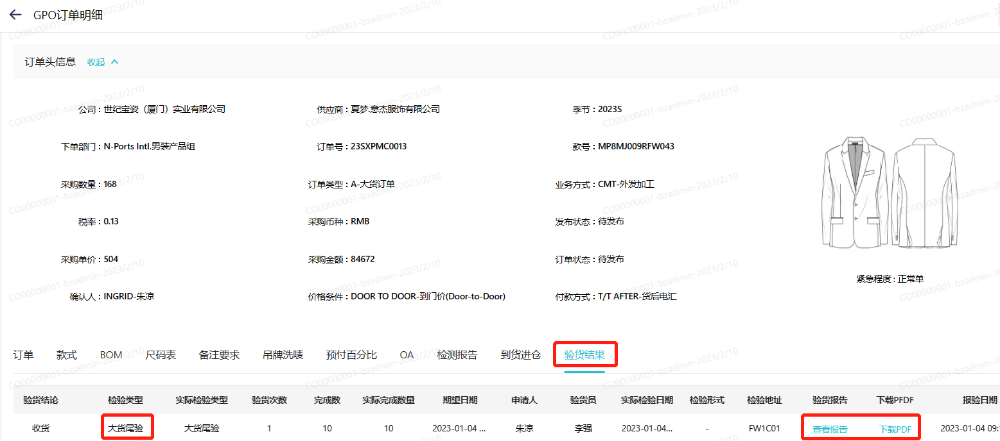 GPO订单明细
订单头信息 收起
公司 : 世纪宝姿（厦门）实业有限公司 供应商 : 夏梦.意杰服饰有限公司 季节 : 2023S
下单部门 : N-Ports Intl.男装产品组 订单号 : 23SXPMC0013 款号 : MP8MJ009RFW043
采购数量 : 168 订单类型 : A-大货订单 业务方式 : CMT-外发加工
税率 : 0.13 采购币种 : RMB 发布状态 : 待发布
采购单价 : 504 采购金额 : 84672 订单状态 : 待发布
紧急程度 : 正常单
确认人 : INGRID-朱凉 价格条件 : DOOR TO DOOR-到门价(Door-to-Door) 付款方式 : T/T AFTER-货后电汇
订单 款式 BOM 尺码表 备注要求 吊牌洗唛 预付百分比 OA 检测报告 到货进仓 验货结果
验货结论 检验类型 实际检验类型 验货次数 完成数 实际完成数量 期望日期 申请人 验货员 实际检验日期 检验形式 检验地址 验货报告 下载PFDF 报验日期
收货 大货尾验 大货尾验 1 10 10 2023-01-04 ... 朱凉 李强 2023-01-04... - FW1C01 查看报告 下载PDF 2023-01-04 09:
CO00000001-bzadmin-2023/2/10